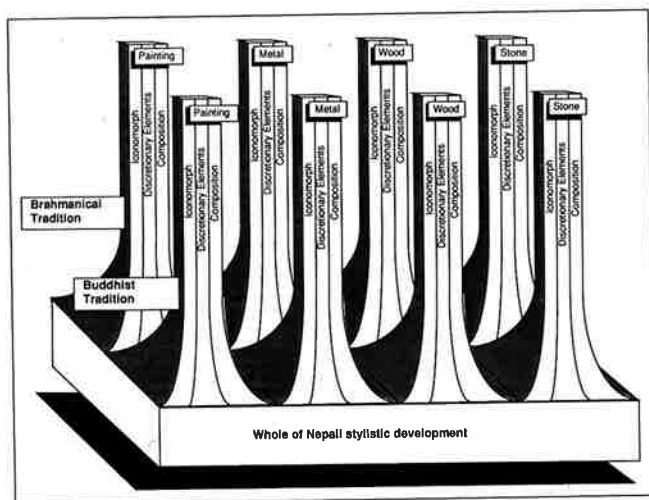 Painting
Metal
Wood
Stone
Painting
Metal
Wood
Stone
Iconomorph
Discretionary Elements
Composition
Iconomorph
Discretionary Elements
Composition
Iconomorph
Discretionary Elements
Composition
Iconomorph
Discretionary Elements
Composition
Iconomorph
Discretionary Elements
Composition
Iconomorph
Discretionary Elements
Composition
Iconomorph
Discretionary Elements
Composition
Iconomorph
Discretionary Elements
Composition
Brahmanical
Tradition
Buddhist
Tradition
Whole of Nepali stylistic development